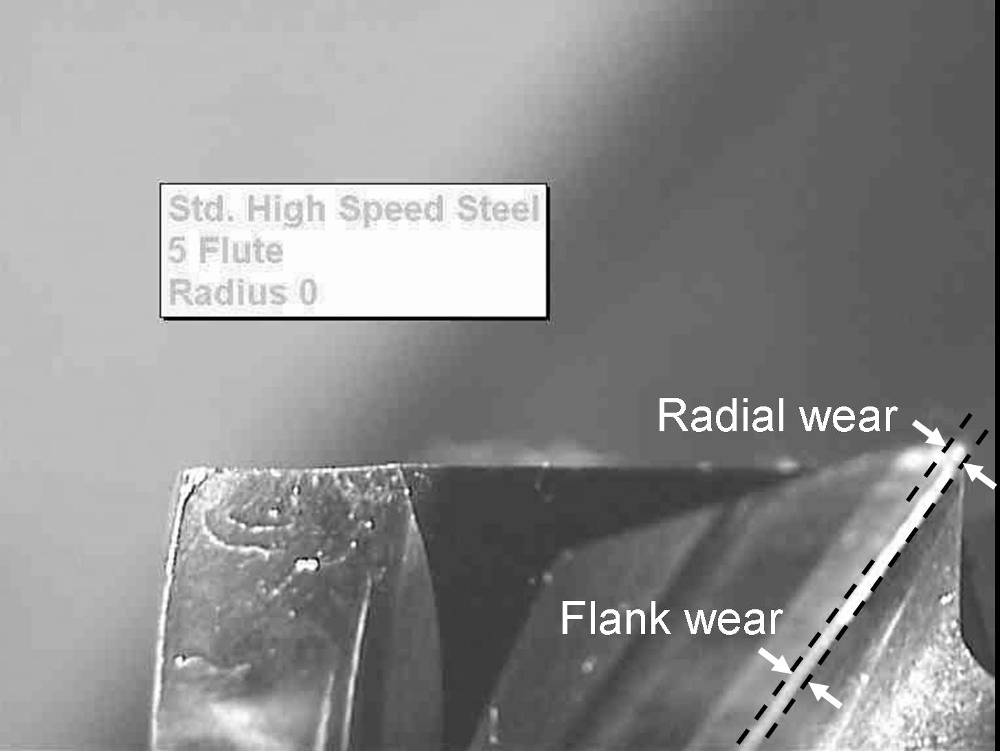 Std. High Speed Steel
5 Flute
Radius 0
Radial wear
Flank wear